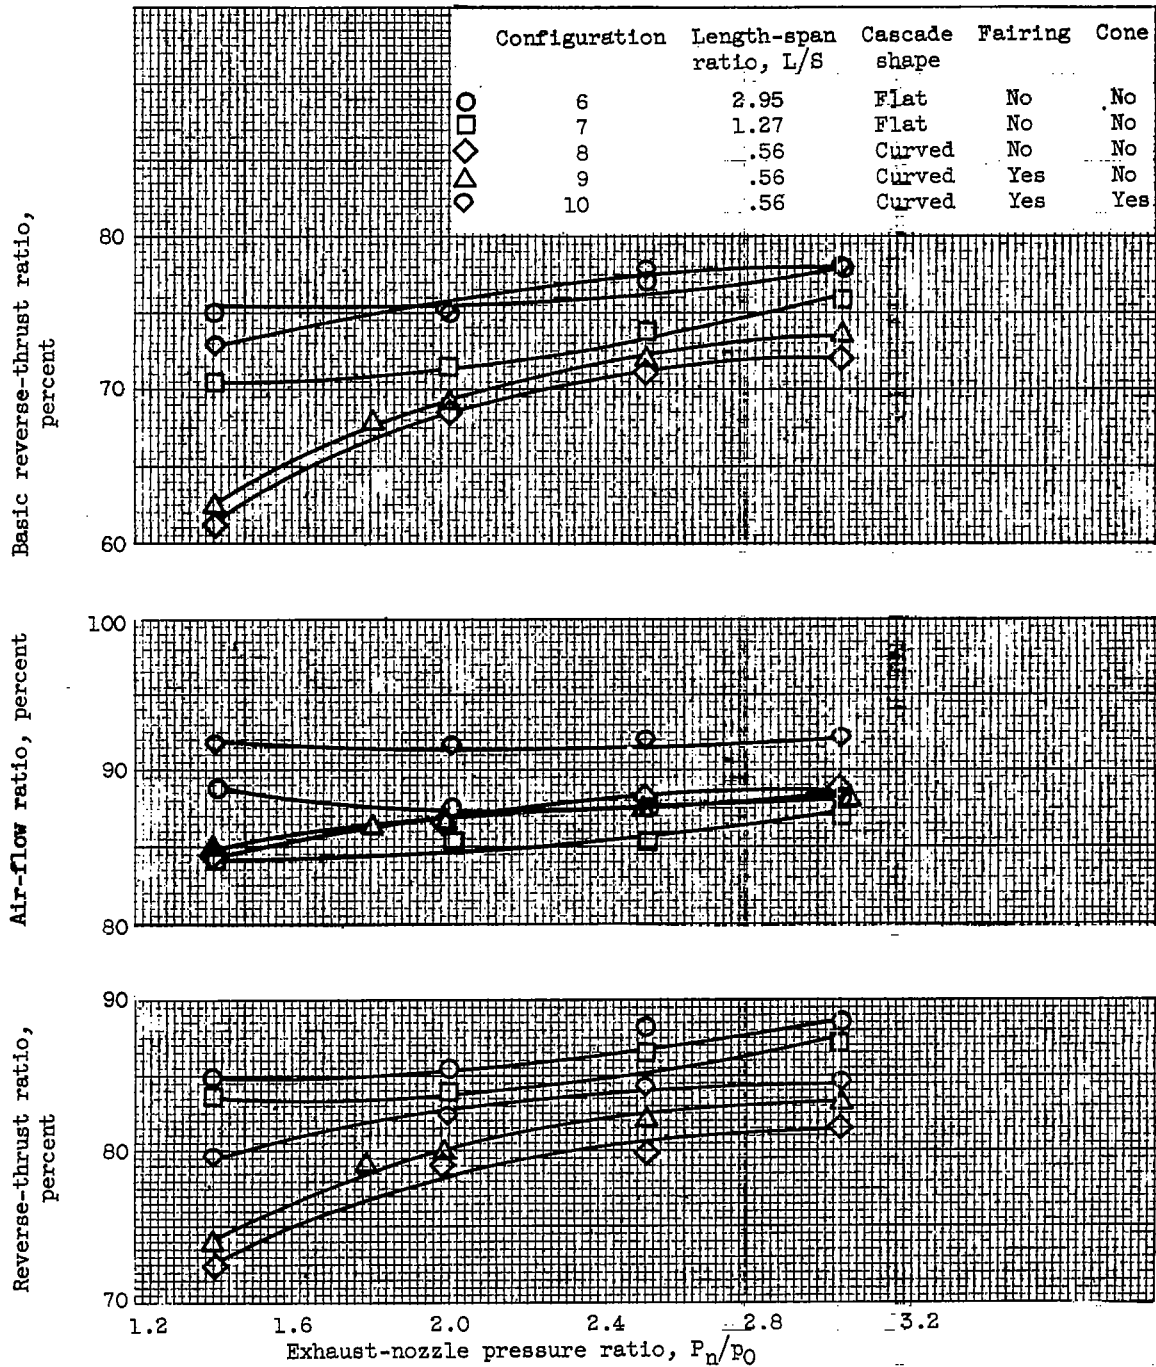 Configuration Length-span ratio, L/S Cascade shape Fairing Cone
6 2.95 Flat No No
7 1.27 Flat No No
8 .56 Curved No No
9 .56 Curved Yes No
10 .56 Curved Yes Yes
Basic reverse-thrust ratio, percent
80
70
60
Air-flow ratio, percent
100
90
80
Reverse-thrust ratio, percent
90
80
70
1.2 1.6 2.0 2.4 2.8 3.2
Exhaust-nozzle pressure ratio, Pn/p0